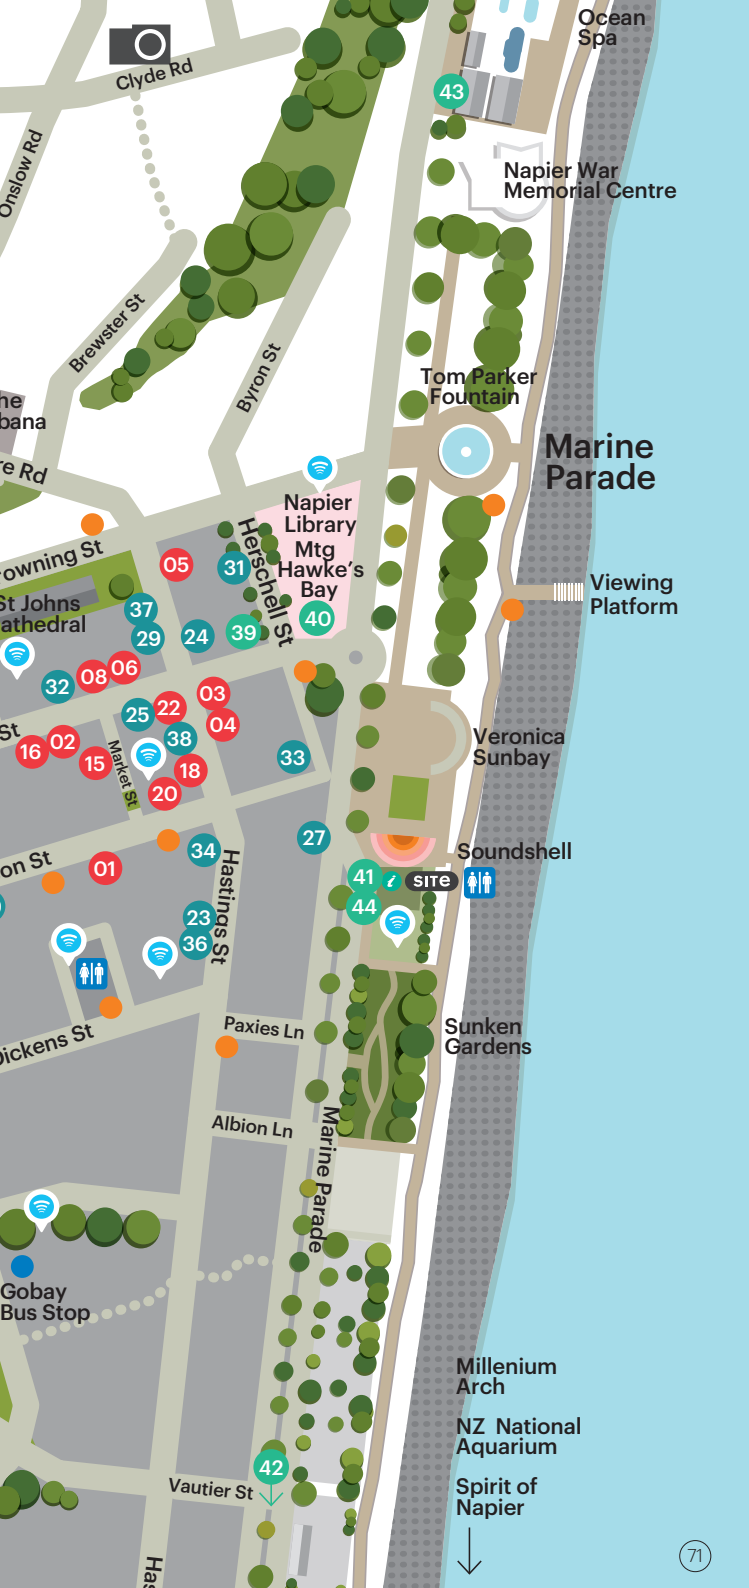 Ocean
Spa
Clyde Rd
43
Onslow Rd
Napier War
Memorial Centre
Brewster St
Byron St
Tom Parker
Fountain
he
bana
re Rd
Marine
Parade
Napier
Library
Mtg
Hawke's
Bay
40
Herschell St
owning St
05
31
Viewing
Platform
St Johns
athedral
37
29
24
39
32
08
06
03
25
22
04
St
16
02
38
15
Market St
18
20
33
Veronica
Sunbay
27
34
Soundshell
on St
01
Hastings St
41
i
SITE
44
23
36
Dickens St
Paxies Ln
Sunken
Gardens
Albion Ln
Marine Parade
Gobay
Bus Stop
Millenium
Arch
NZ National
Aquarium
42
Vautier St
Spirit of
Napier
Has
71